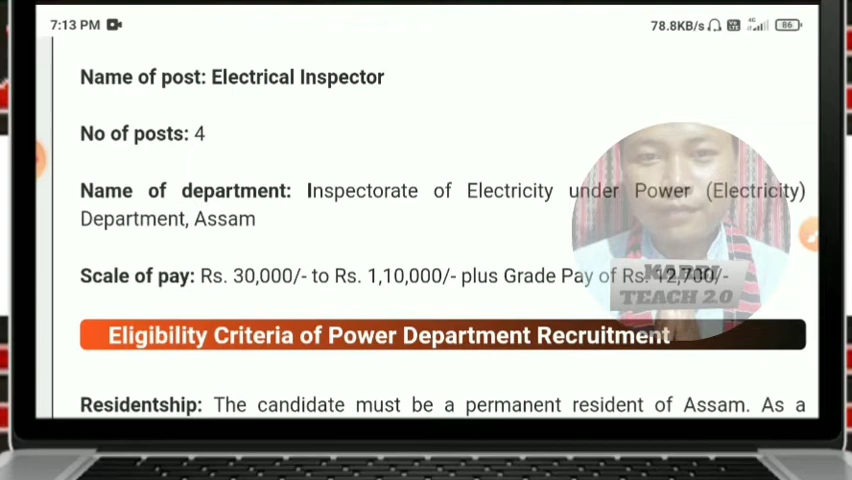 7:13 PM
78.8KB/s 4G 86
Name of post: Electrical Inspector
No of posts: 4
Name of department: Inspectorate of Electricity under Power (Electricity)
Department, Assam
Scale of pay: Rs. 30,000/- to Rs. 1,10,000/- plus Grade Pay of Rs. 12,700/-
TEACH 2.0
Eligibility Criteria of Power Department Recruitment
Residentship: The candidate must be a permanent resident of Assam. As a